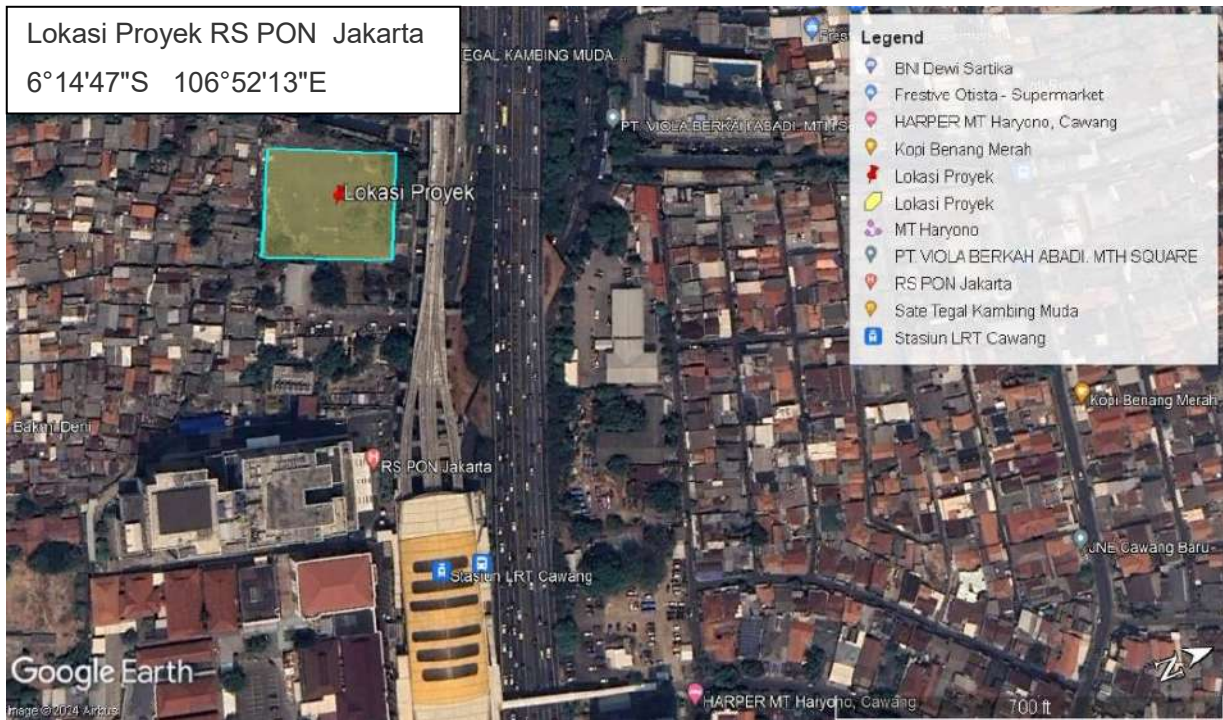 Lokasi Proyek RS PON Jakarta
6°14'47"S 106°52'13"E
EGAL KAMBING MUDA...
PT. VIOLA BERKAH ABADI. MTH S
Lokasi Proyek
Legend
BNI Dewi Sartika
Frestive Otista - Supermarket
HARPER MT Haryono, Cawang
Kopi Benang Merah
Lokasi Proyek
Lokasi Proyek
MT Haryono
PT. VIOLA BERKAH ABADI. MTH SQUARE
RS PON Jakarta
Sate Tegal Kambing Muda
Stasiun LRT Cawang
Kopi Benang Merah
Bakmi Deni
RS PON Jakarta
JNE Cawang Baru
Stasiun LRT Cawang
Google Earth
Image © 2024 Airbus
HARPER MT Haryono, Cawang
700 ft
N